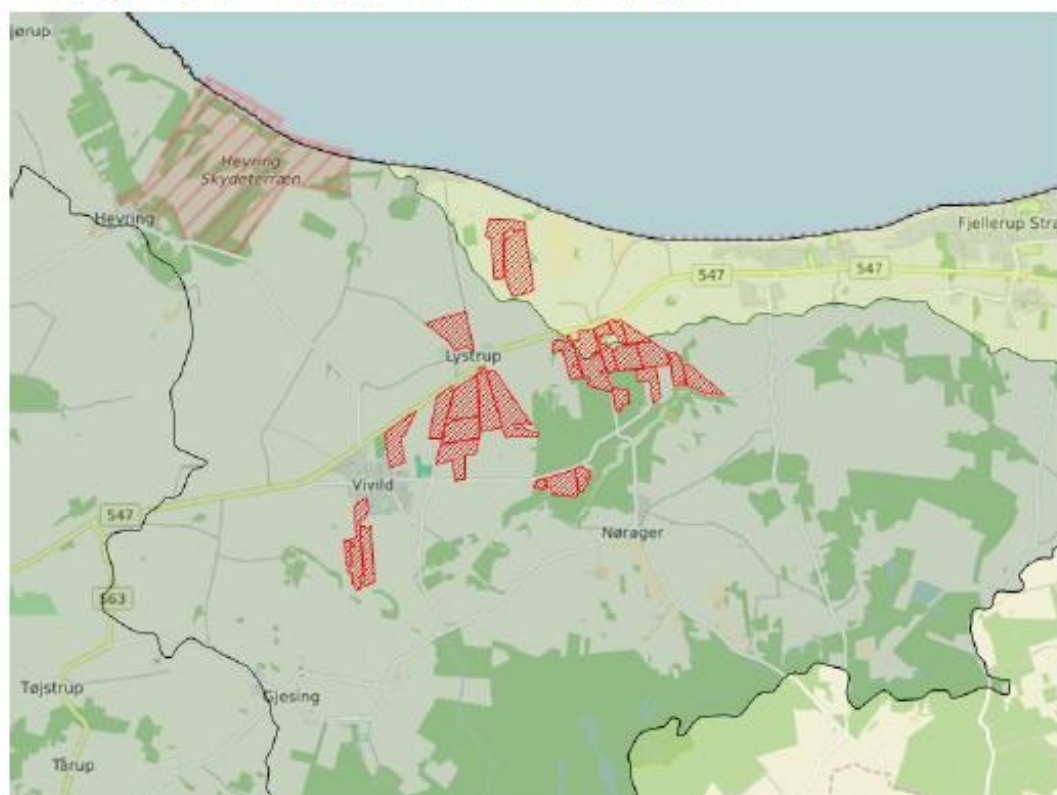 jørup
Hevring
Skydeterræn
Hevring
Fjellerup Stra
547
547
Lystrup
Vivild
547
Nørager
563
Tøjstrup
Gjesing
Tårup